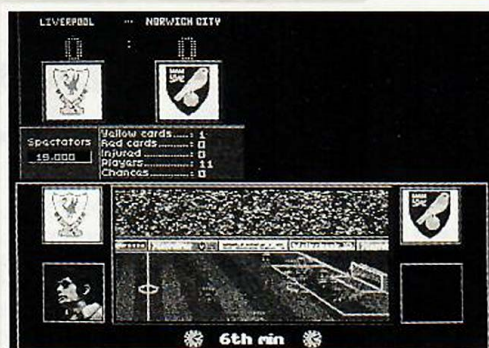 LIVERPOOL ... NORWICH CITY
0 : 0
Spectators
19.000
Yellow cards.....: 1
Red cards.....: 0
Injured.....: 0
Players.....: 11
Chances.....: 0
6th min